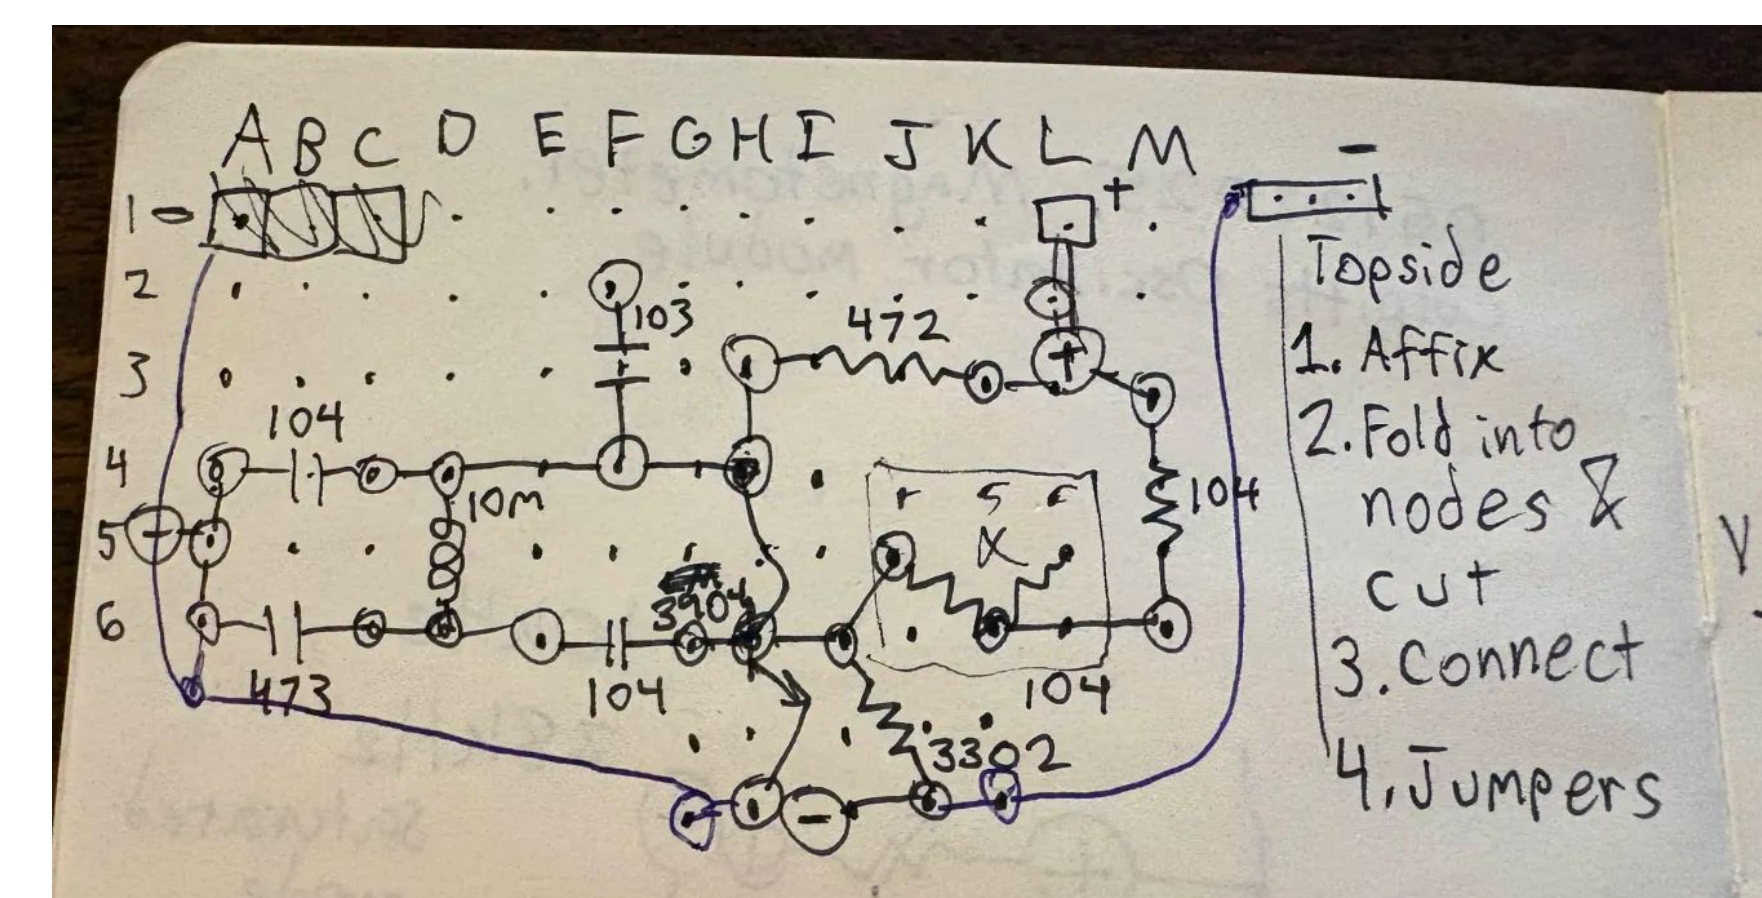 A B C D E F G H I J K L M
1 - + -
2
103
472
3
104
4
10M
104
5
-
+
X
3904
6
473
104
104
3302
-
Topside
1. Affix
2. Fold into
nodes &
cut
3. Connect
4. Jumpers